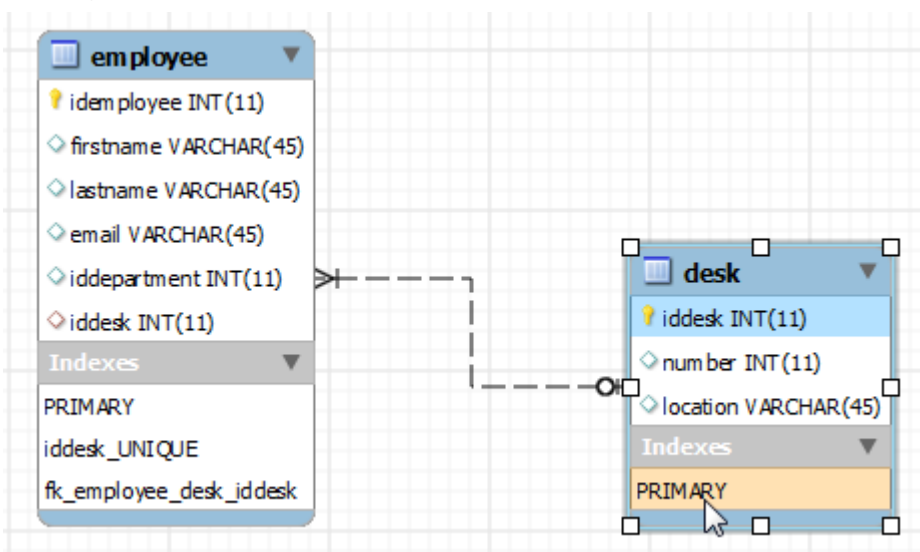 employee
idemployee INT(11)
firstname VARCHAR(45)
lastname VARCHAR(45)
email VARCHAR(45)
iddepartment INT(11)
iddesk INT(11)
Indexes
PRIMARY
iddesk_UNIQUE
fk_employee_desk_iddesk
desk
iddesk INT(11)
number INT(11)
location VARCHAR(45)
Indexes
PRIMARY